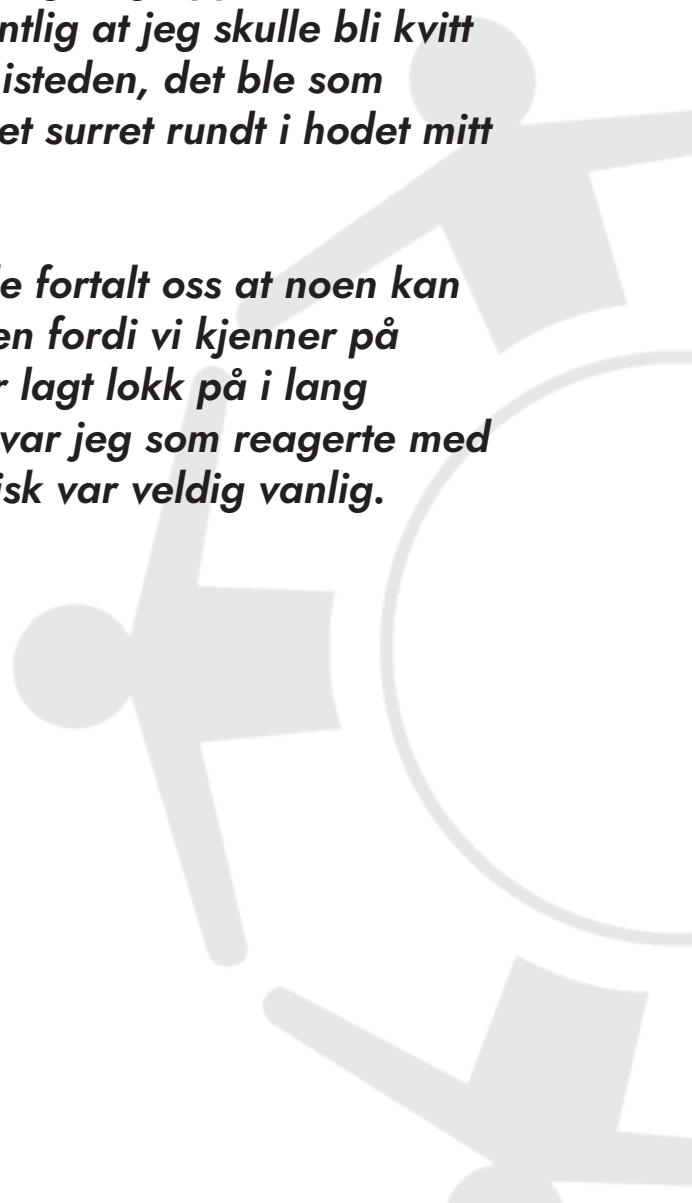 ntlig at jeg skulle bli kvitt
isteden, det ble som
et surret rundt i hodet mitt
e fortalt oss at noen kan
en fordi vi kjenner på
r lagt lokk på i lang
var jeg som reagerte med
isk var veldig vanlig.